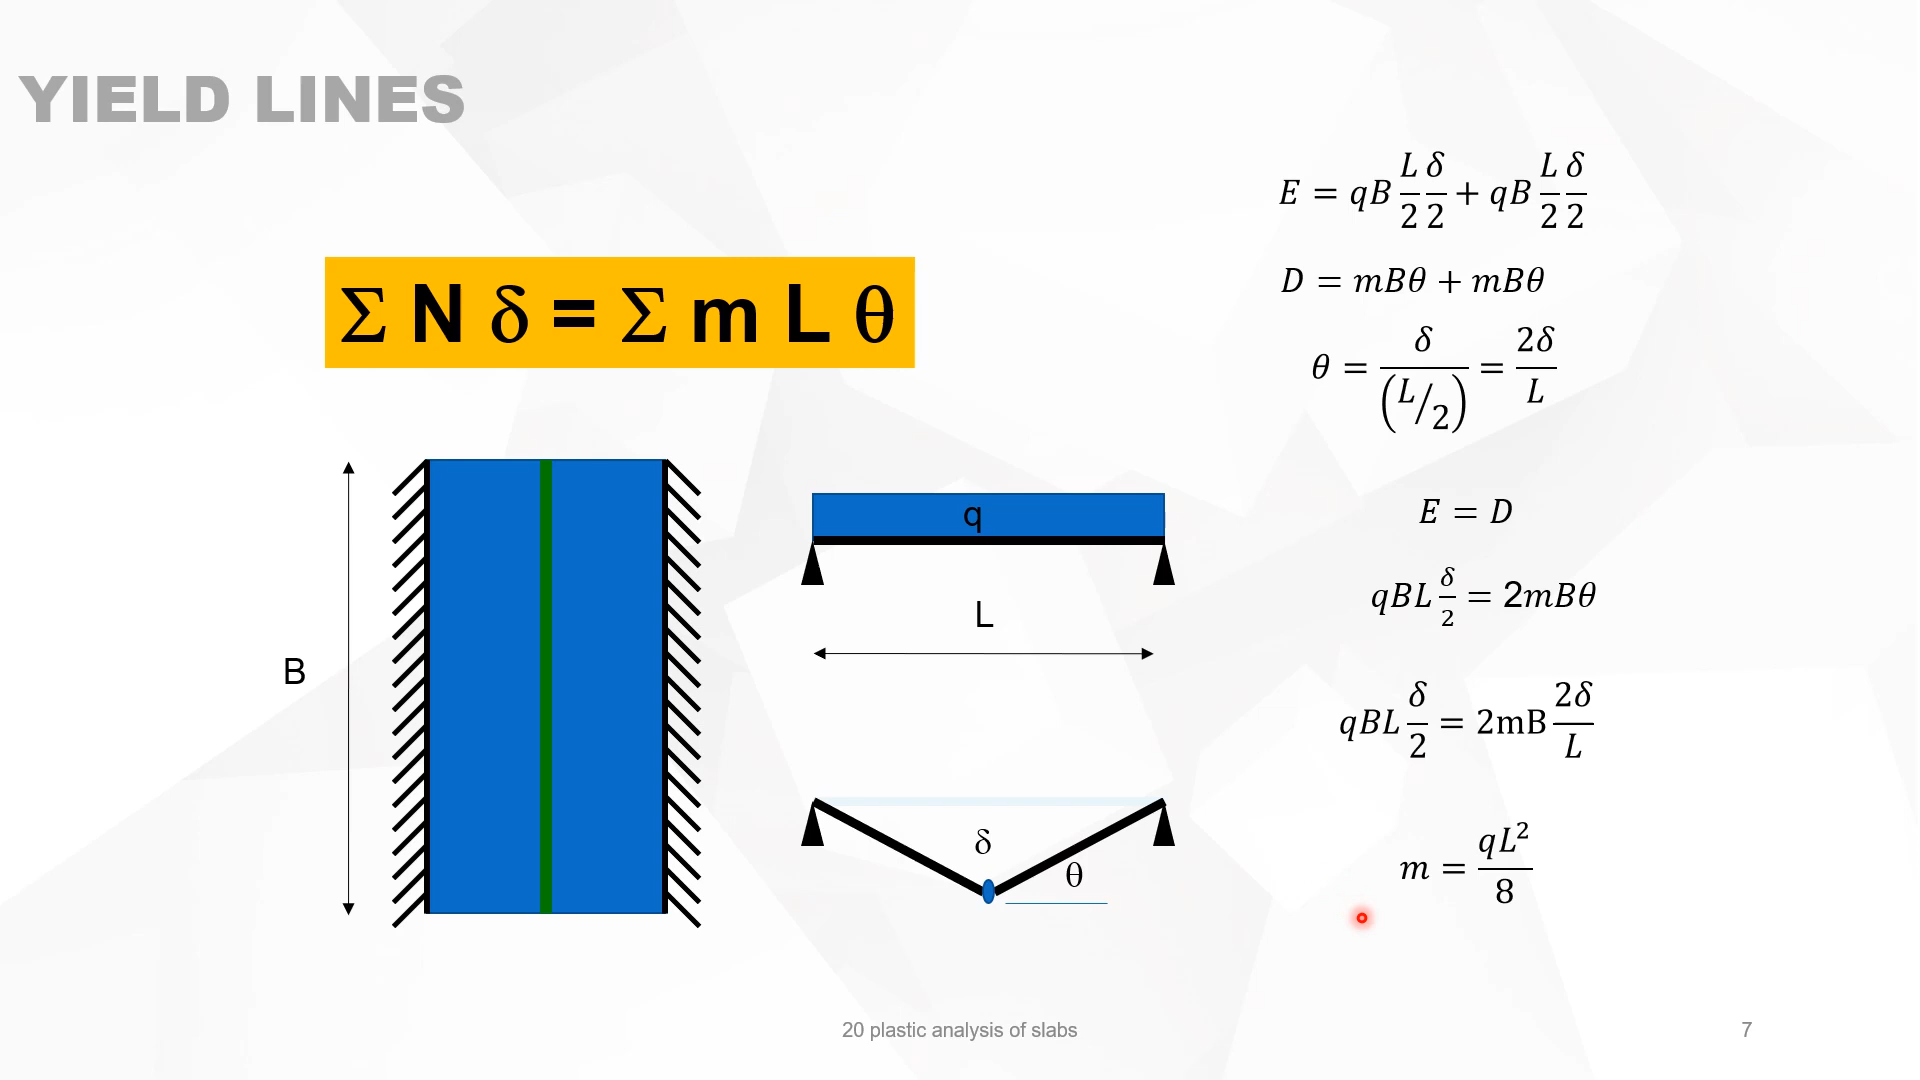 YIELD LINES
Σ N δ = Σ m L θ
B
q
L
δ
θ
E = qB L/2 δ/2 + qB L/2 δ/2
D = mBθ + mBθ
θ = δ/(L/2) = 2δ/L
E = D
qBL δ/2 = 2mBθ
qBL δ/2 = 2mB 2δ/L
m = qL²/8
20 plastic analysis of slabs
7